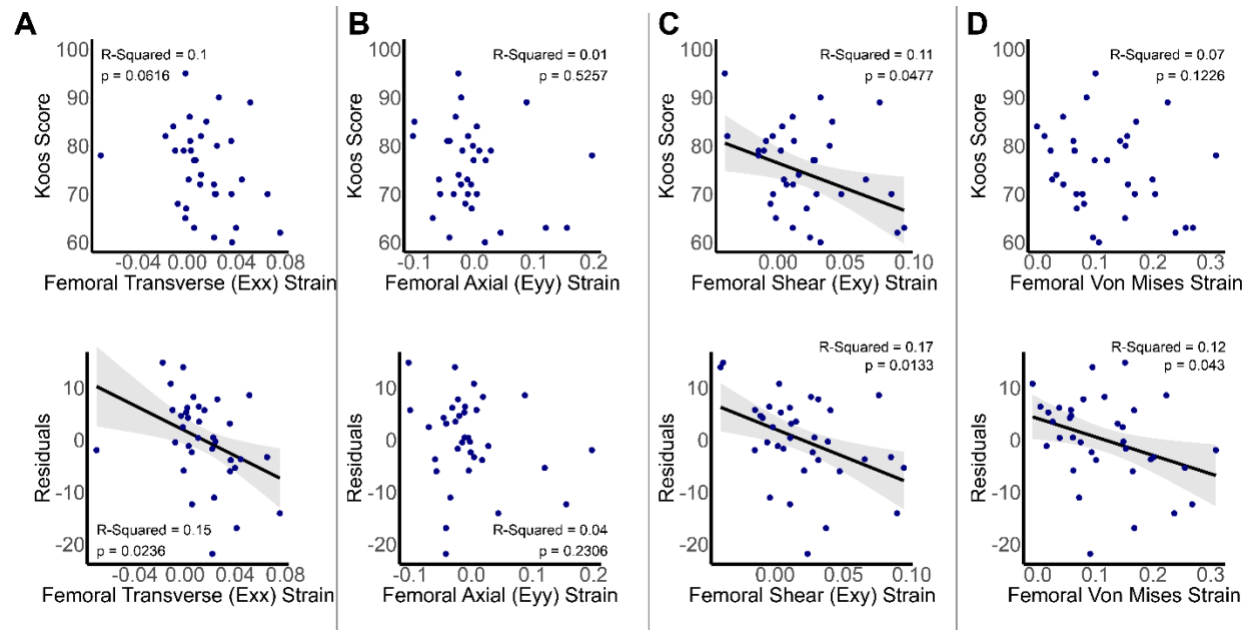 A
R-Squared = 0.1
p = 0.0616
Koos Score
100
90
80
70
60
-0.04 0.00 0.04 0.08
Femoral Transverse (Exx) Strain
B
R-Squared = 0.01
p = 0.5257
Koos Score
100
90
80
70
60
-0.1 0.0 0.1 0.2
Femoral Axial (Eyy) Strain
C
R-Squared = 0.11
p = 0.0477
Koos Score
100
90
80
70
60
0.00 0.05 0.10
Femoral Shear (Exy) Strain
D
R-Squared = 0.07
p = 0.1226
Koos Score
100
90
80
70
60
0.0 0.1 0.2 0.3
Femoral Von Mises Strain
Residuals
10
0
-10
-20
R-Squared = 0.15
p = 0.0236
-0.04 0.00 0.04 0.08
Femoral Transverse (Exx) Strain
Residuals
10
0
-10
-20
R-Squared = 0.04
p = 0.2306
-0.1 0.0 0.1 0.2
Femoral Axial (Eyy) Strain
R-Squared = 0.17
p = 0.0133
Residuals
10
0
-10
-20
0.00 0.05 0.10
Femoral Shear (Exy) Strain
R-Squared = 0.12
p = 0.043
Residuals
10
0
-10
-20
0.0 0.1 0.2 0.3
Femoral Von Mises Strain